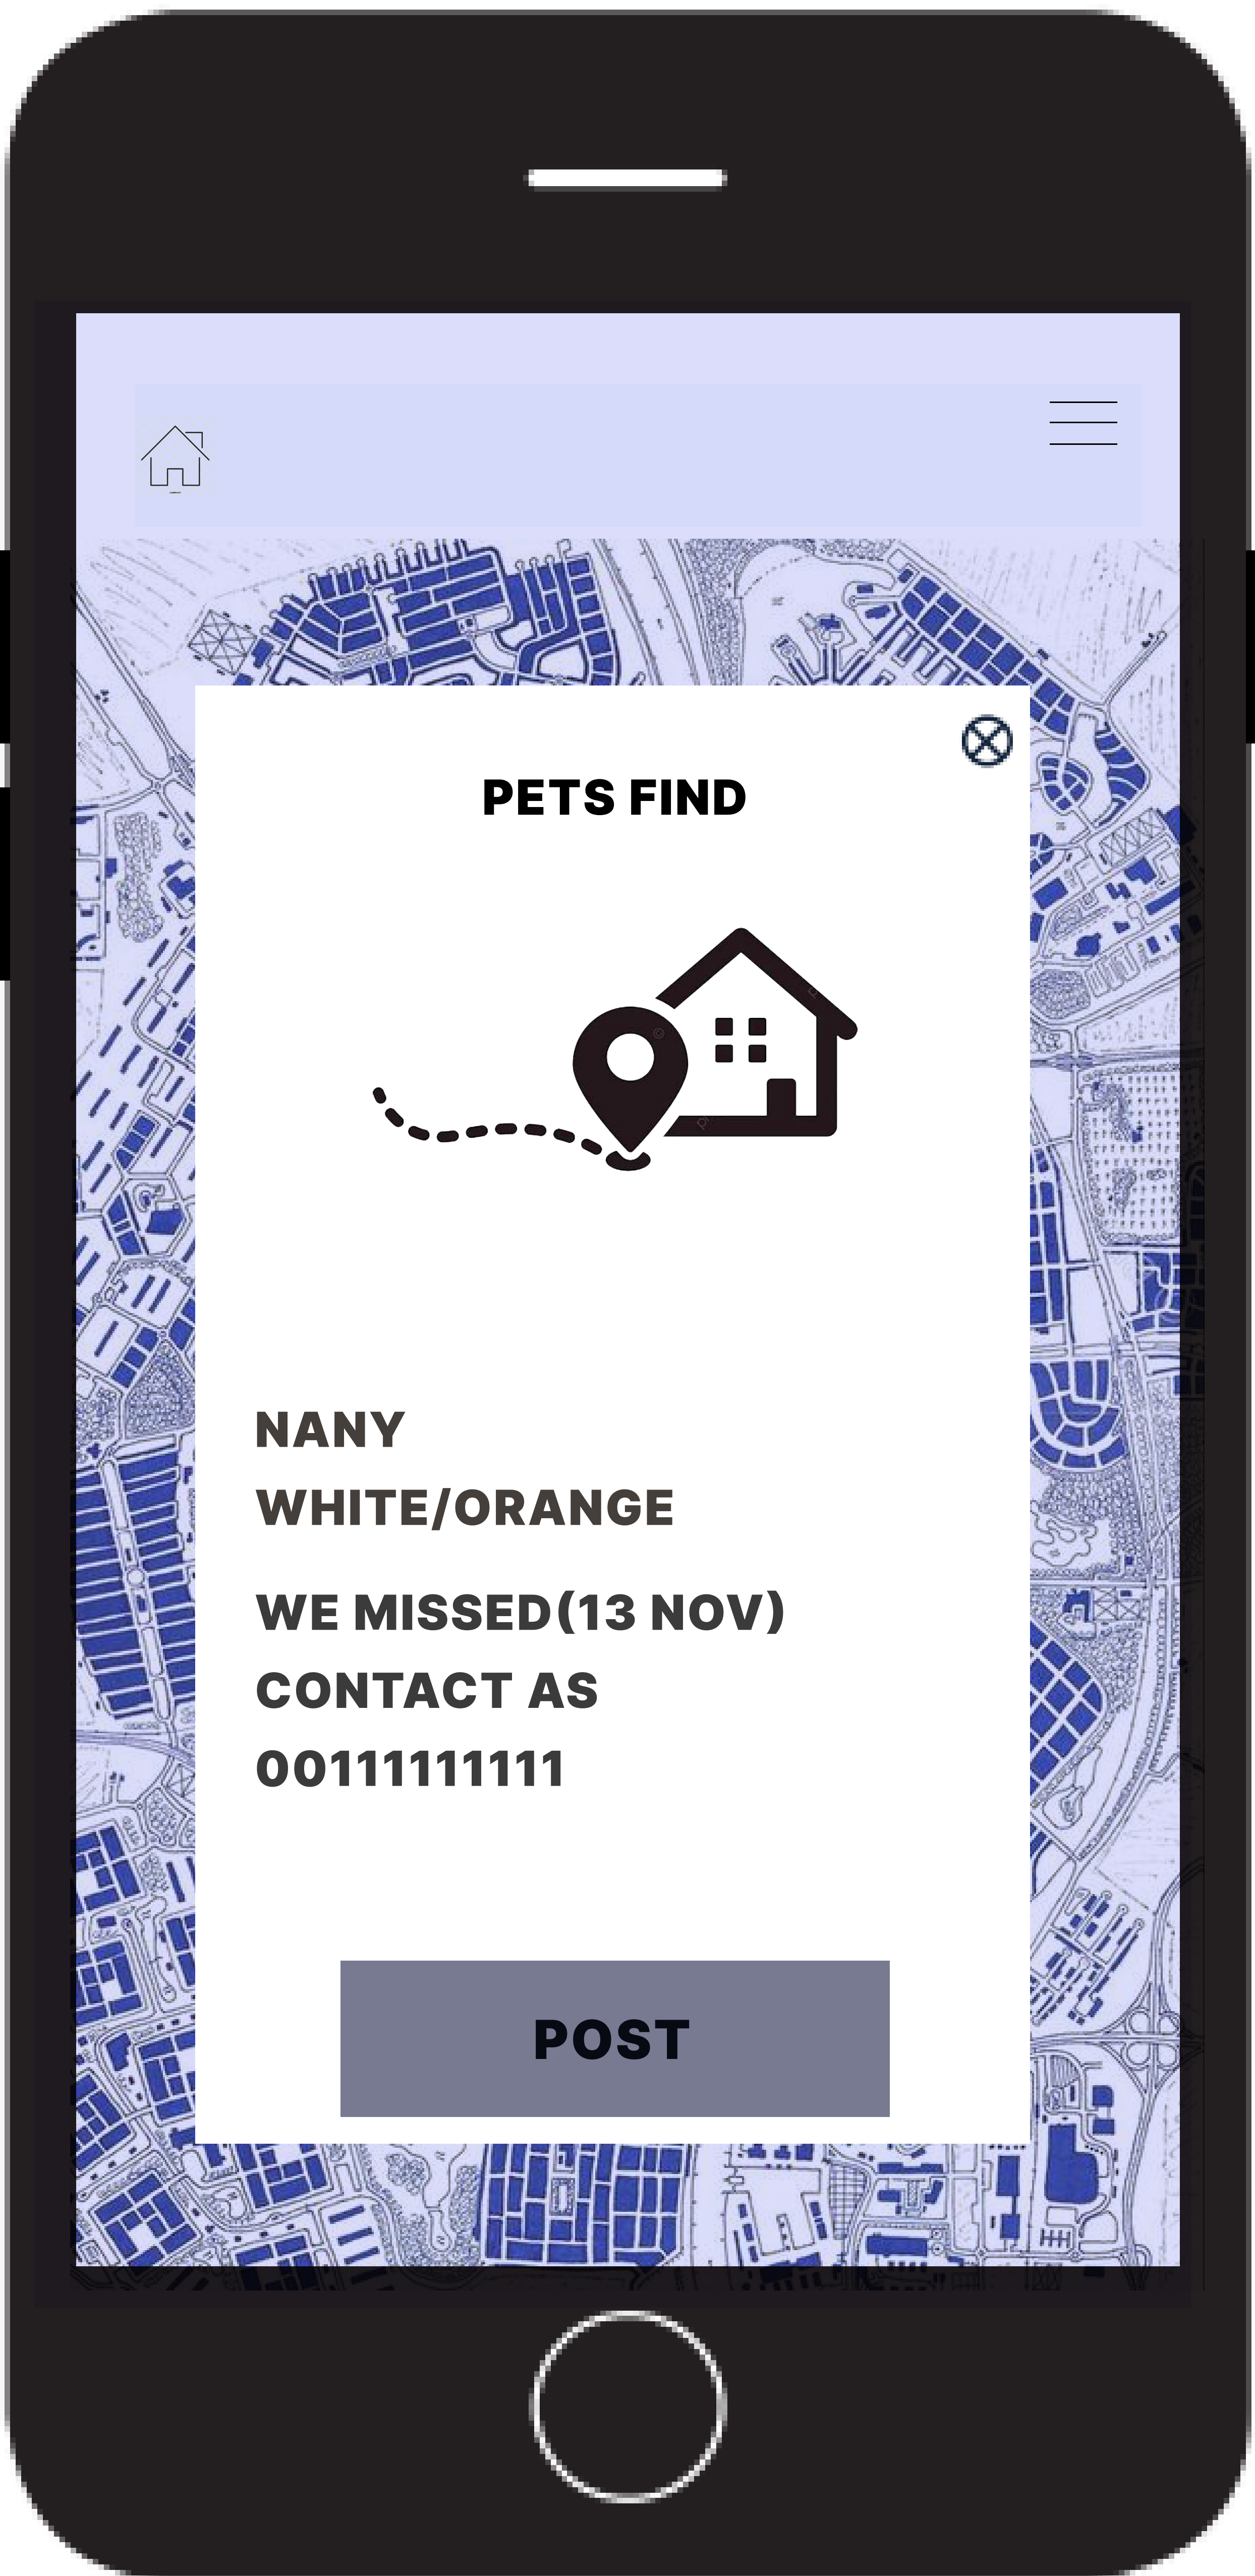 PETS FIND
NANY
WHITE/ORANGE
WE MISSED(13 NOV)
CONTACT AS
00111111111
POST